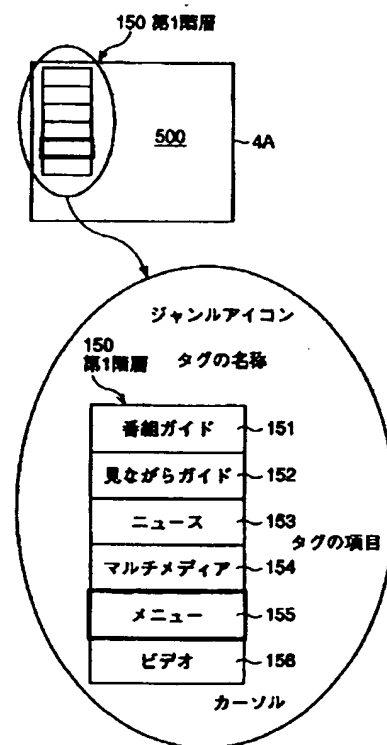 150 第1階層
500
4A
ジャンルアイコン
タグの名称
150
第1階層
番組ガイド 151
見ながらガイド 152
ニュース 153
タグの項目
マルチメディア 154
メニュー 155
ビデオ 156
カーソル